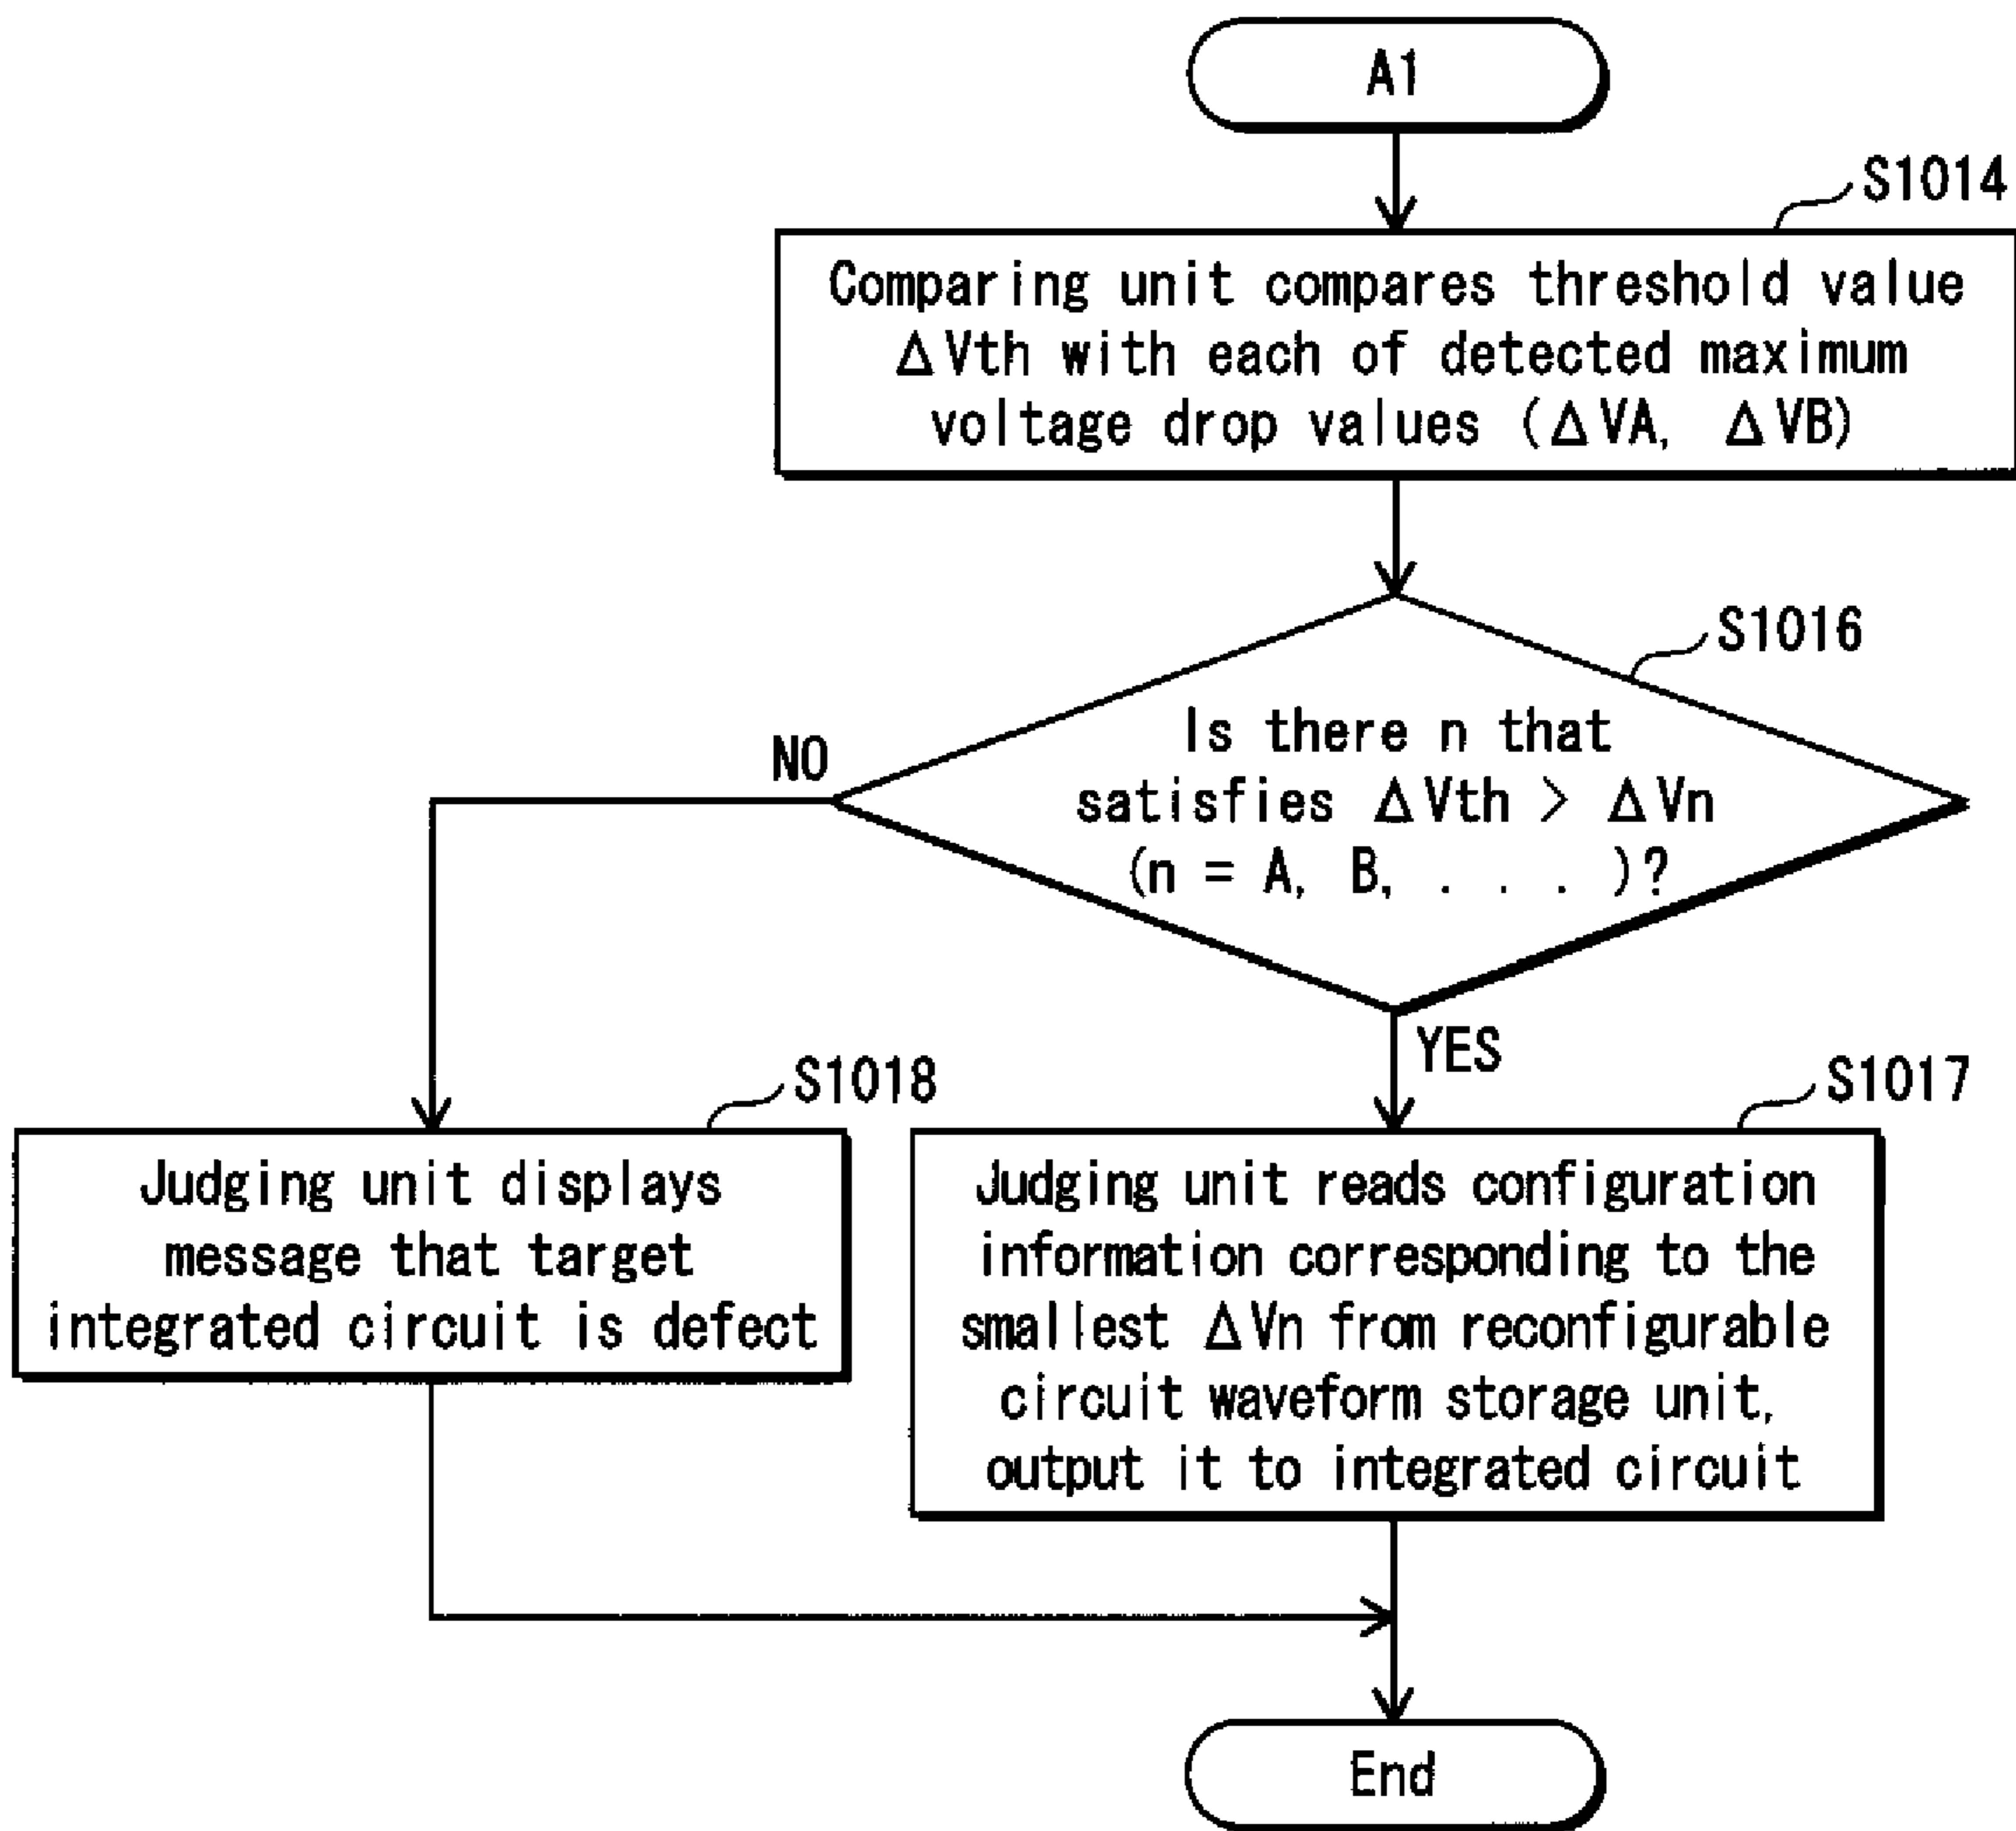 A1
S1014
Comparing unit compares threshold value
ΔVth with each of detected maximum
voltage drop values (ΔVA, ΔVB)
S1016
Is there n that
satisfies ΔVth > ΔVn
(n = A, B, . . . )?
NO
YES
S1018
Judging unit displays
message that target
integrated circuit is defect
S1017
Judging unit reads configuration
information corresponding to the
smallest ΔVn from reconfigurable
circuit waveform storage unit,
output it to integrated circuit
End